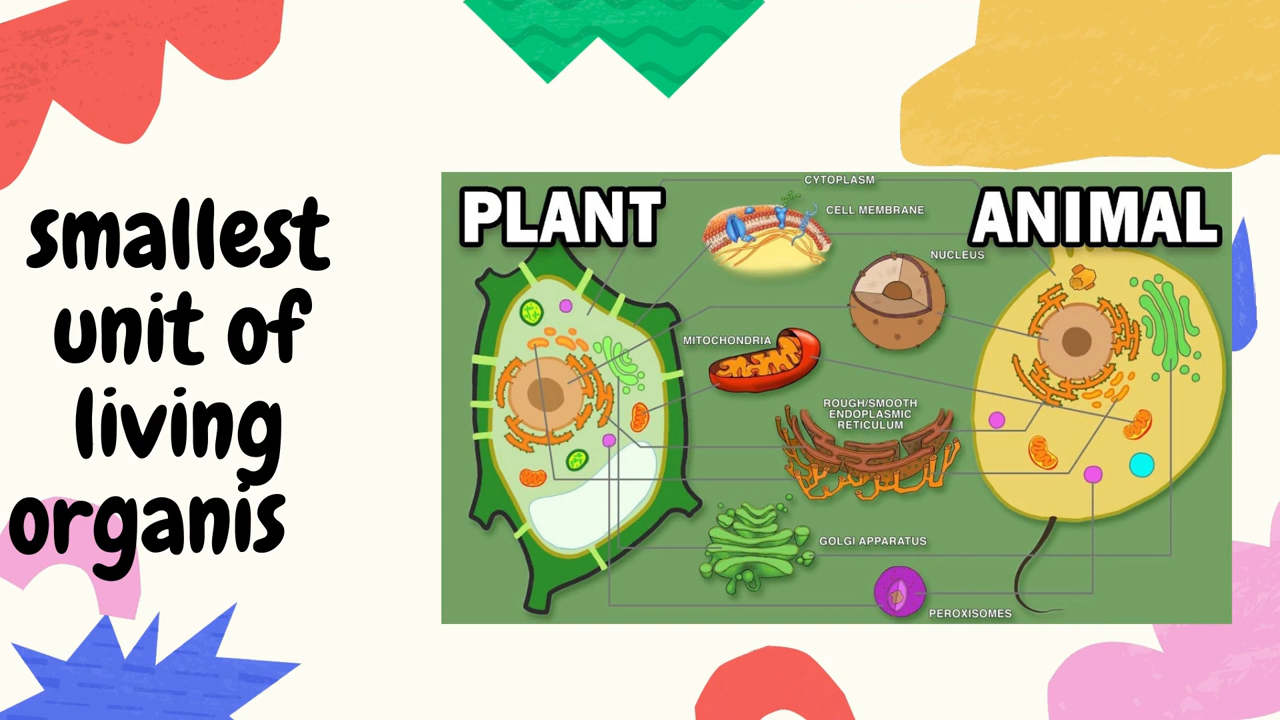 smallest
unit of
living
organis
PLANT
ANIMAL
CYTOPLASM
CELL MEMBRANE
NUCLEUS
MITOCHONDRIA
ROUGH/SMOOTH
ENDOPLASMIC
RETICULUM
GOLGI APPARATUS
PEROXISOMES